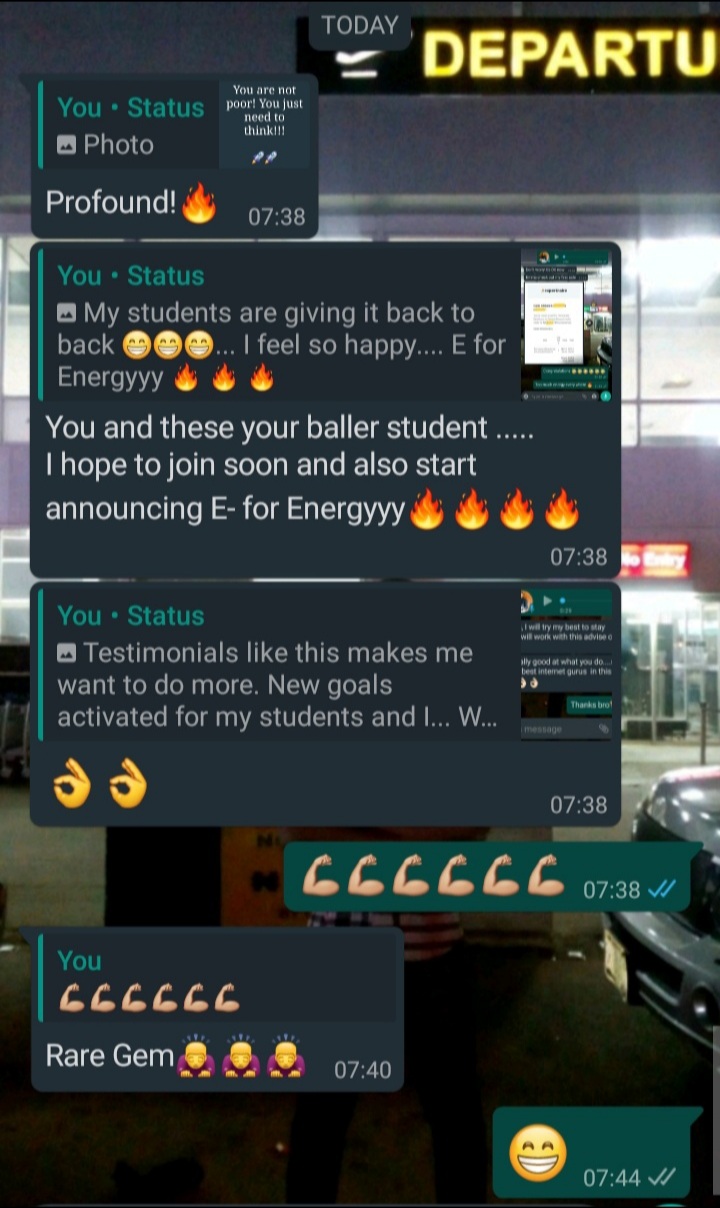 TODAY
DEPARTU
You • Status
Photo
You are not
poor! You just
need to
think!!!
Profound!🔥
07:38
You • Status
My students are giving it back to
back 😁😁😁... I feel so happy.... E for
Energyyy 🔥 🔥 🔥
You and these your baller student .....
I hope to join soon and also start
announcing E- for Energyyy🔥 🔥 🔥 🔥
07:38
No Entry
You • Status
Testimonials like this makes me
want to do more. New goals
activated for my students and I... W...
I will try my best to stay
will work with this advise o
ally good at what you do...
best internet gurus in this
Thanks bro!
message
👌👌
07:38
💪🏼💪🏼💪🏼💪🏼💪🏼💪🏼 07:38
You
💪🏼💪🏼💪🏼💪🏼💪🏼💪🏼
Rare Gem🙇‍♀️🙇‍♀️🙇‍♀️
07:40
😁
07:44